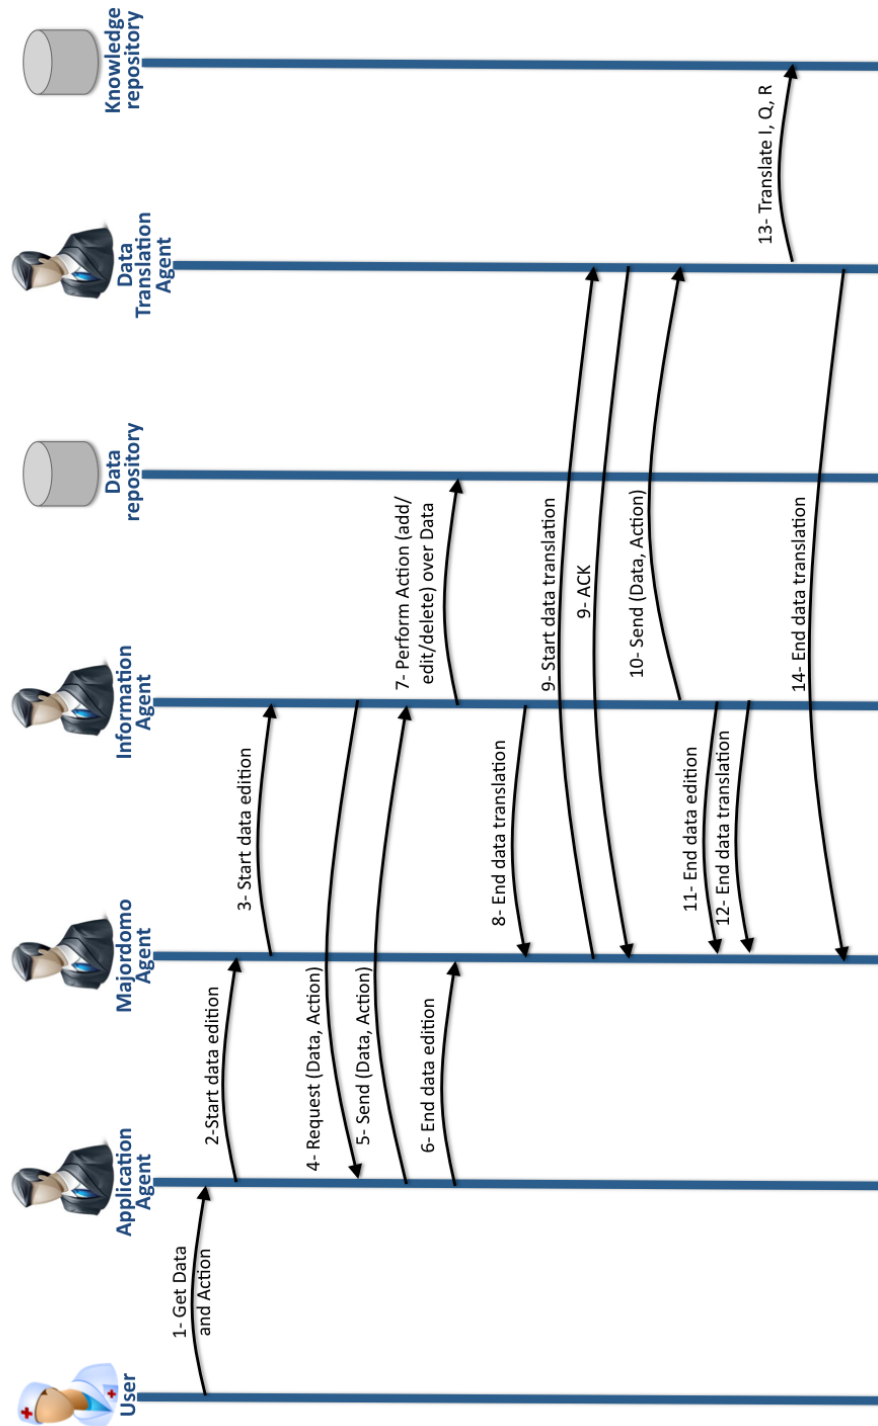 User
Application
Agent
Majordomo
Agent
Information
Agent
Data
repository
Data
Translation
Agent
Knowledge
repository
1- Get Data
and Action
2-Start data edition
3- Start data edition
4- Request (Data, Action)
5- Send (Data, Action)
6- End data edition
7- Perform Action (add/
edit/delete) over Data
8- End data translation
9- Start data translation
9- ACK
10- Send (Data, Action)
11- End data edition
12- End data translation
13- Translate I, Q, R
14- End data translation